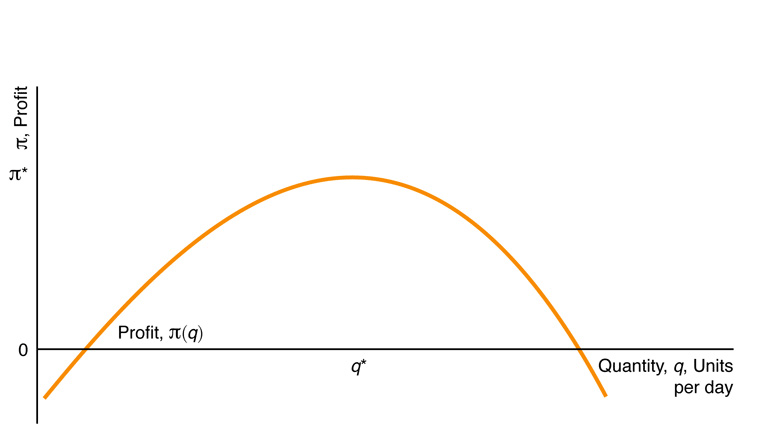 π, Profit
π*
Profit, π(q)
0
q*
Quantity, q, Units
per day